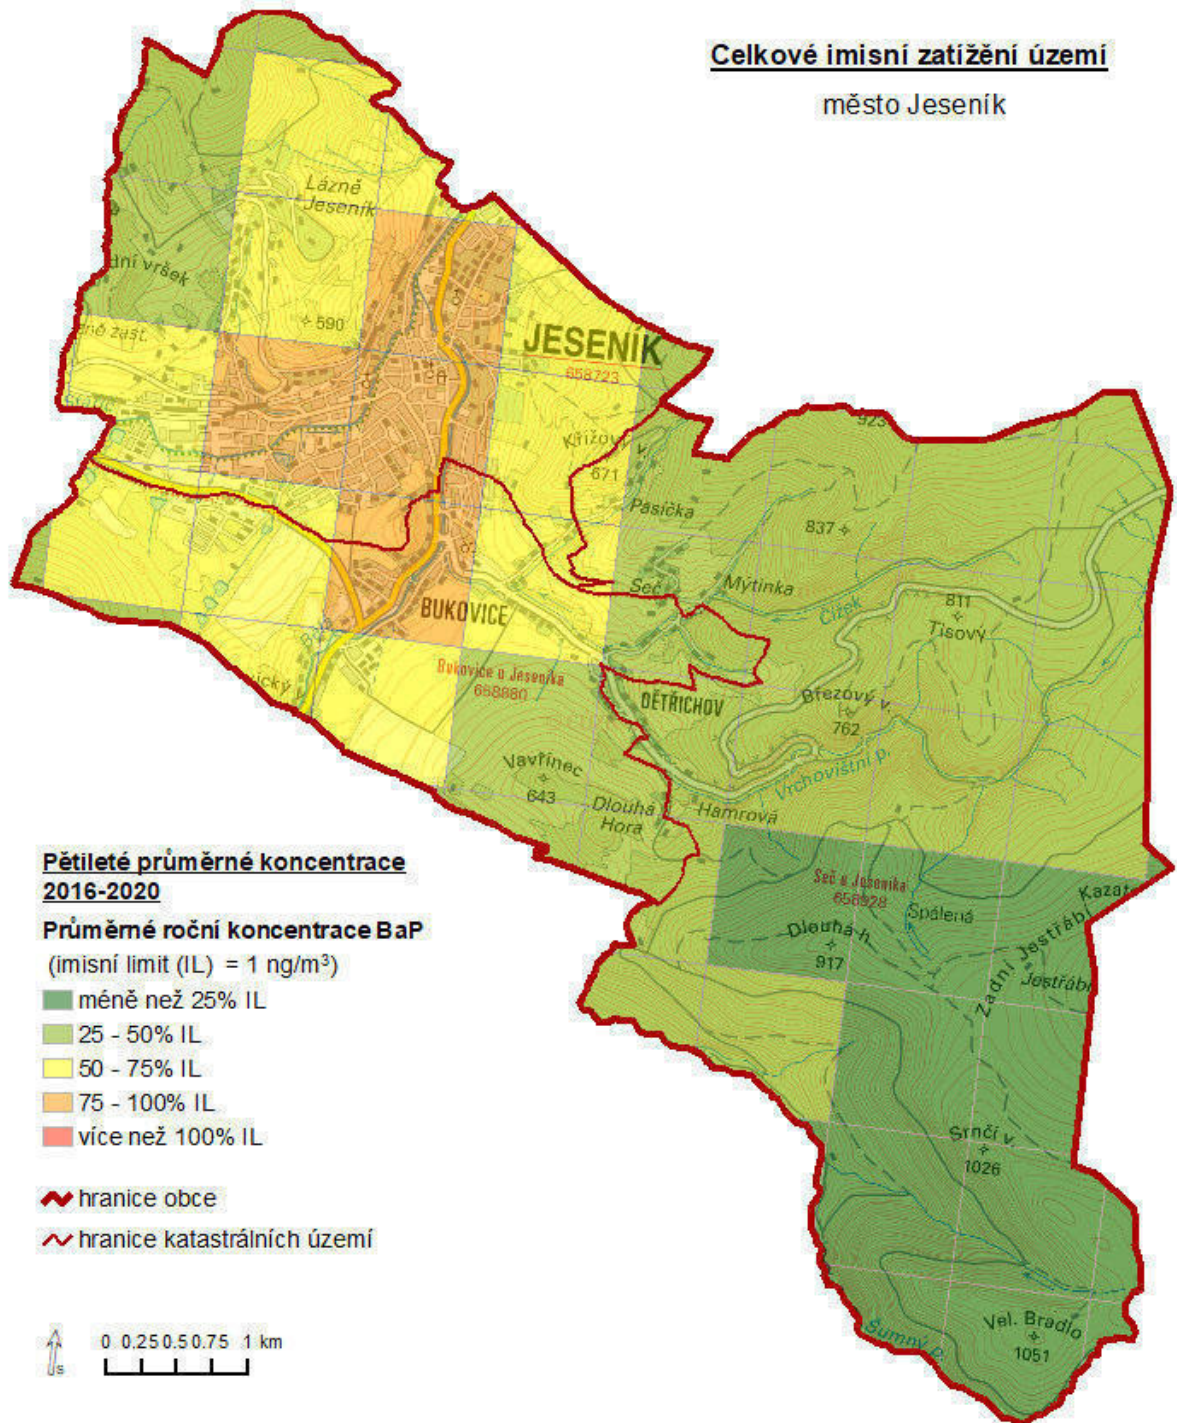 Celkové imisní zatížění území
město Jeseník
Lázně
Jeseník
dní vršek
590
JESENÍK
658723
923
Křížový v.
671
Pasíčka
837
Seč
Mýtinka
Čížek
811
Tisový
BUKOVICE
Bukovice u Jeseníka
658880
DĚTŘICHOV
Březový v.
762
Vrchovištní p.
Vavřinec
643
Dlouhá
Hora
Hamrová
Seč u Jeseníka
658928
Kazat
Spálená
Dlouhá h.
917
Zadní Jestřábí
Jestřábí
Srnčí v.
1026
Vel. Bradlo
1051
Šumný p.
Pětileté průměrné koncentrace
2016-2020
Průměrné roční koncentrace BaP
(imisní limit (IL) = 1 ng/m³)
méně než 25% IL
25 - 50% IL
50 - 75% IL
75 - 100% IL
více než 100% IL
hranice obce
hranice katastrálních území
S
0 0.25 0.5 0.75 1 km